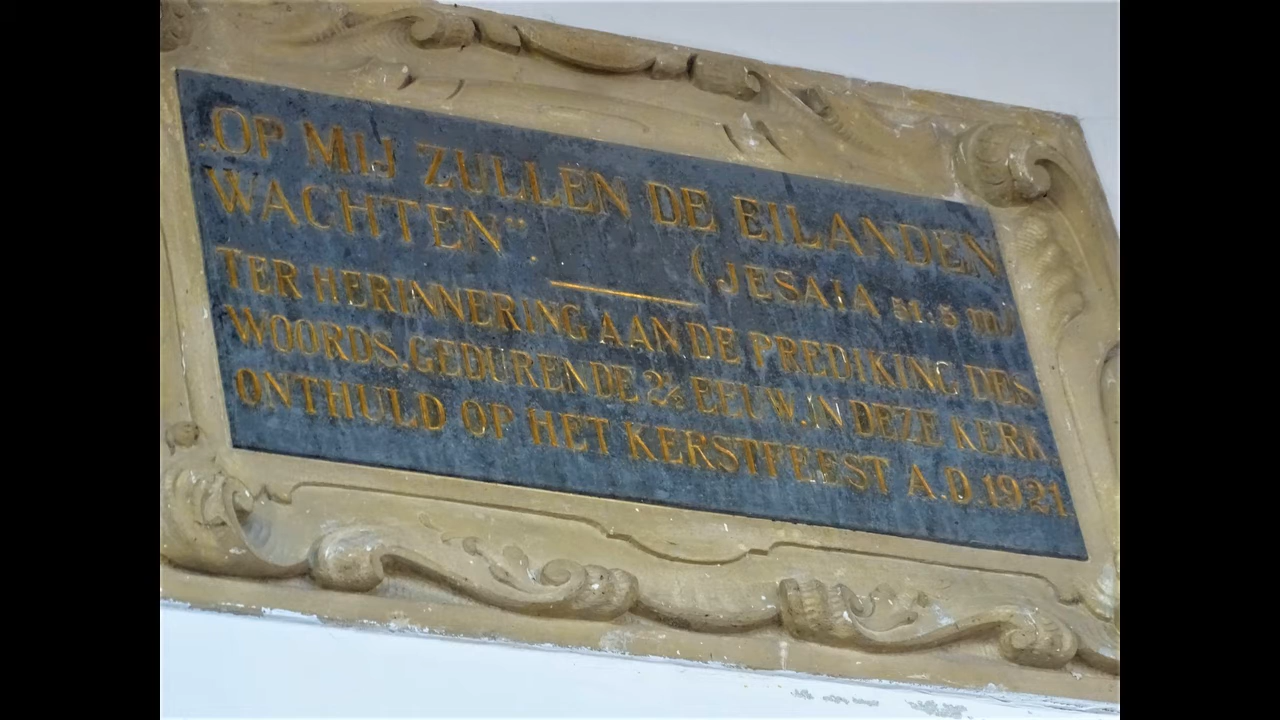 „OP MIJ ZULLEN DE EILANDEN
WACHTEN“.
(JESAIA 51:5 m)
TER HERINNERING AAN DE PREDIKING DES
WOORDS, GEDURENDE 2½ EEUW, IN DEZE KERK
ONTHULD OP HET KERSTFEEST A.D. 1921.